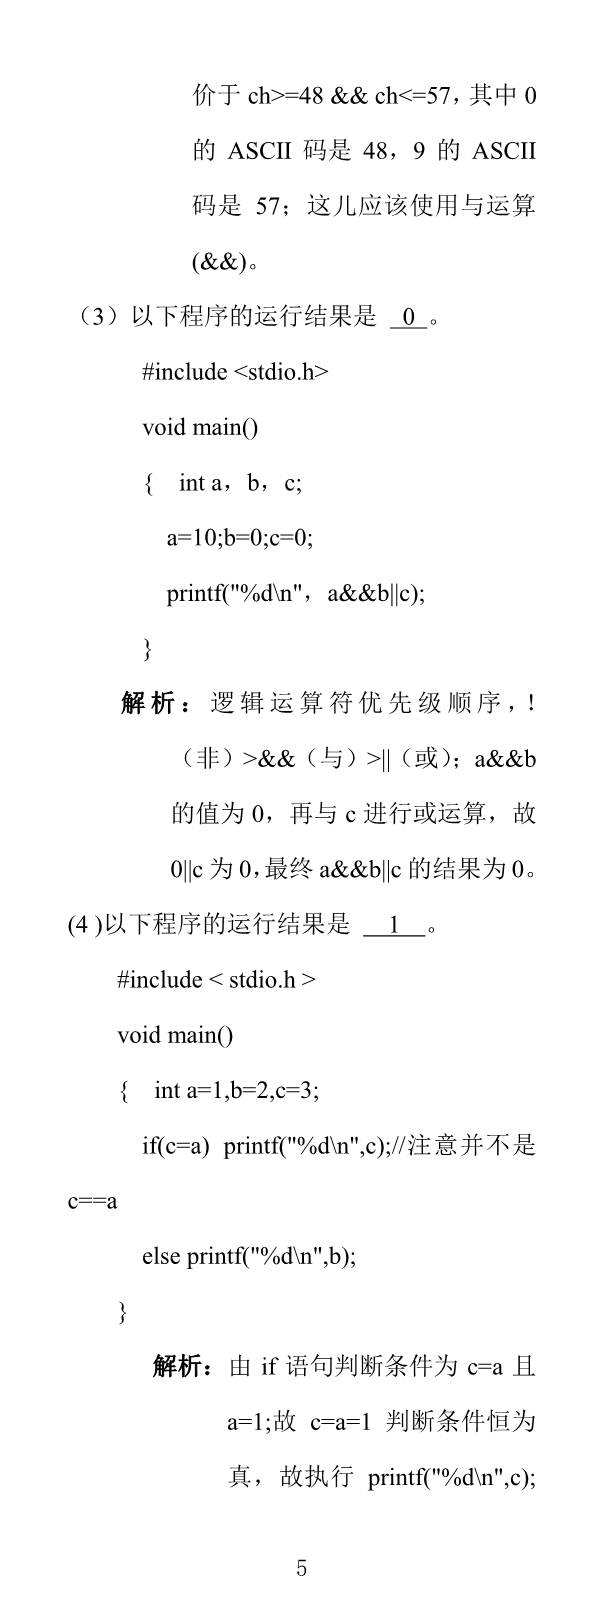 价于 ch>=48 && ch<=57，其中 0
的 ASCII 码是 48，9 的 ASCII
码是 57；这儿应该使用与运算
(&&)。
（3）以下程序的运行结果是 0 。
#include <stdio.h>
void main()
{ int a，b，c;
a=10;b=0;c=0;
printf("%d\n"，a&&b||c);
}
解析：逻辑运算符优先级顺序，!
（非）>&&（与）>||（或）；a&&b
的值为 0，再与 c 进行或运算，故
0||c 为 0，最终 a&&b||c 的结果为 0。
(4 )以下程序的运行结果是 1 。
#include < stdio.h >
void main()
{ int a=1,b=2,c=3;
if(c=a) printf("%d\n",c);//注意并不是
c==a
else printf("%d\n",b);
}
解析：由 if 语句判断条件为 c=a 且
a=1;故 c=a=1 判断条件恒为
真，故执行 printf("%d\n",c);
5